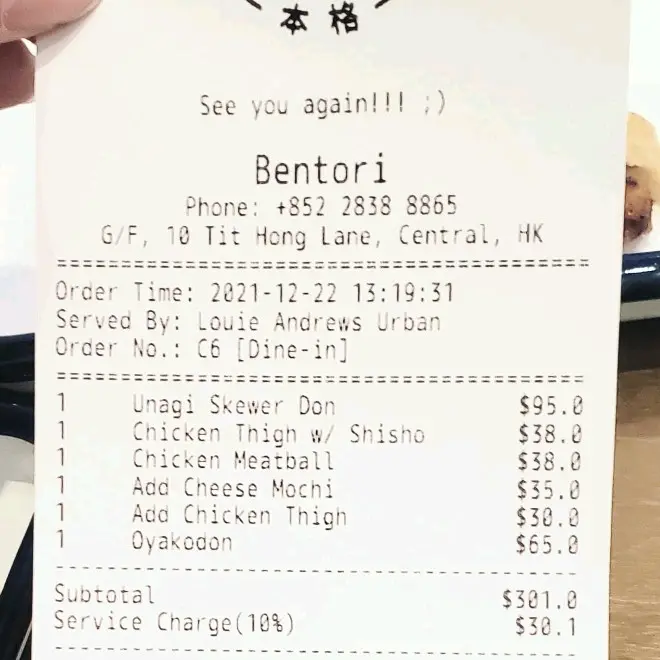 本格
See you again!!! ;)
Bentori
Phone: +852 2838 8865
G/F, 10 Tit Hong Lane, Central, HK
==========================================
Order Time: 2021-12-22 13:19:31
Served By: Louie Andrews Urban
Order No.: C6 [Dine-in]
==========================================
1 Unagi Skewer Don $95.0
1 Chicken Thigh w/ Shisho $38.0
1 Chicken Meatball $38.0
1 Add Cheese Mochi $35.0
1 Add Chicken Thigh $30.0
1 Oyakodon $65.0
------------------------------------------
Subtotal $301.0
Service Charge(10%) $30.1
------------------------------------------